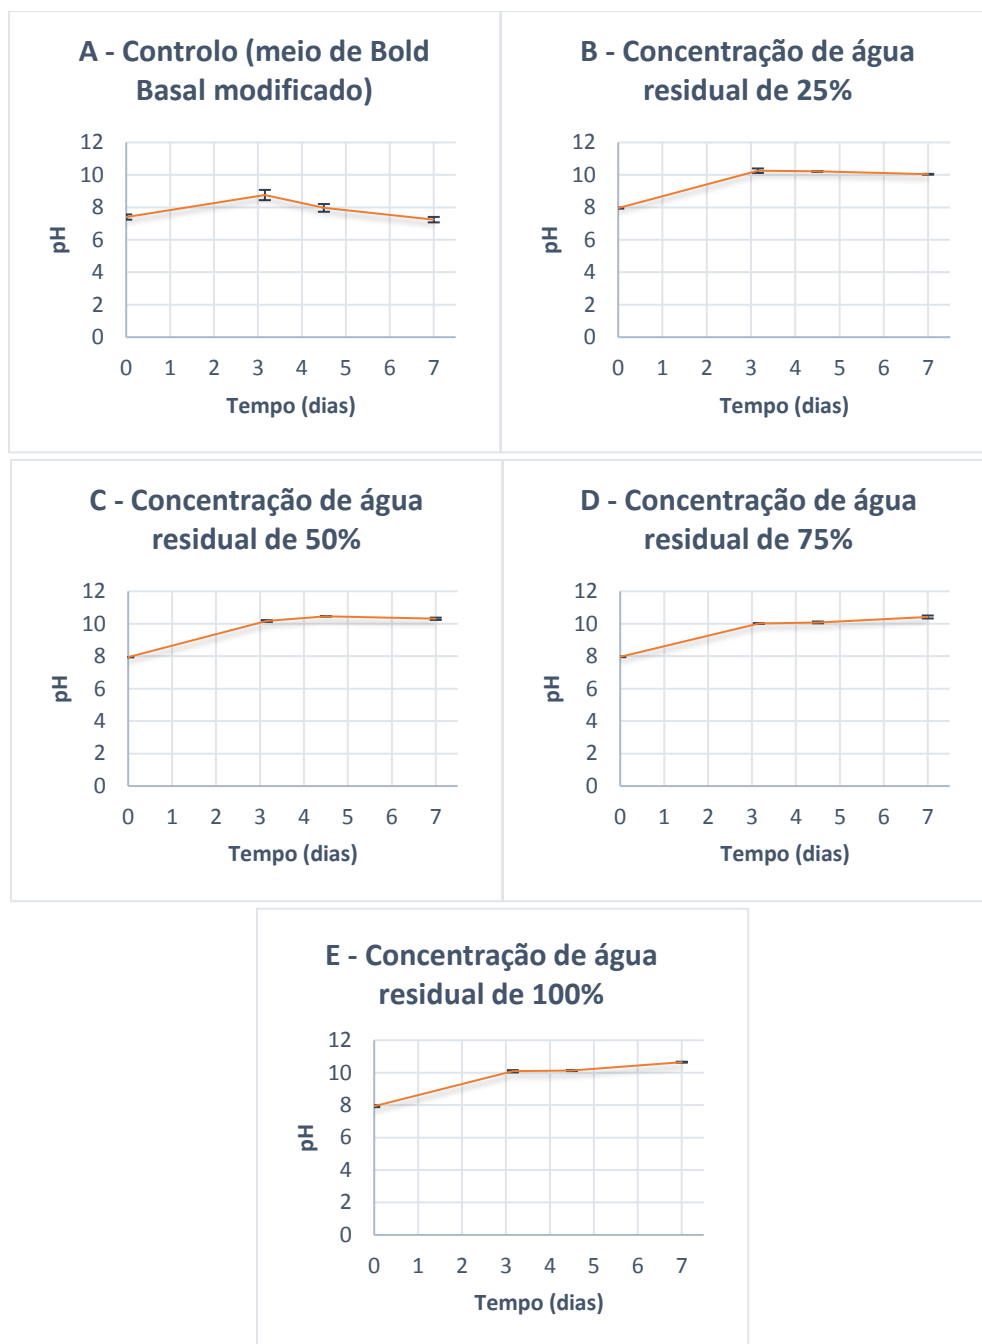 A - Controlo (meio de Bold
Basal modificado)
12
10
8
6
4
2
0
pH
0 1 2 3 4 5 6 7
Tempo (dias)
B - Concentração de água
residual de 25%
12
10
8
6
4
2
0
pH
0 1 2 3 4 5 6 7
Tempo (dias)
C - Concentração de água
residual de 50%
12
10
8
6
4
2
0
pH
0 1 2 3 4 5 6 7
Tempo (dias)
D - Concentração de água
residual de 75%
12
10
8
6
4
2
0
pH
0 1 2 3 4 5 6 7
Tempo (dias)
E - Concentração de água
residual de 100%
12
10
8
6
4
2
0
pH
0 1 2 3 4 5 6 7
Tempo (dias)